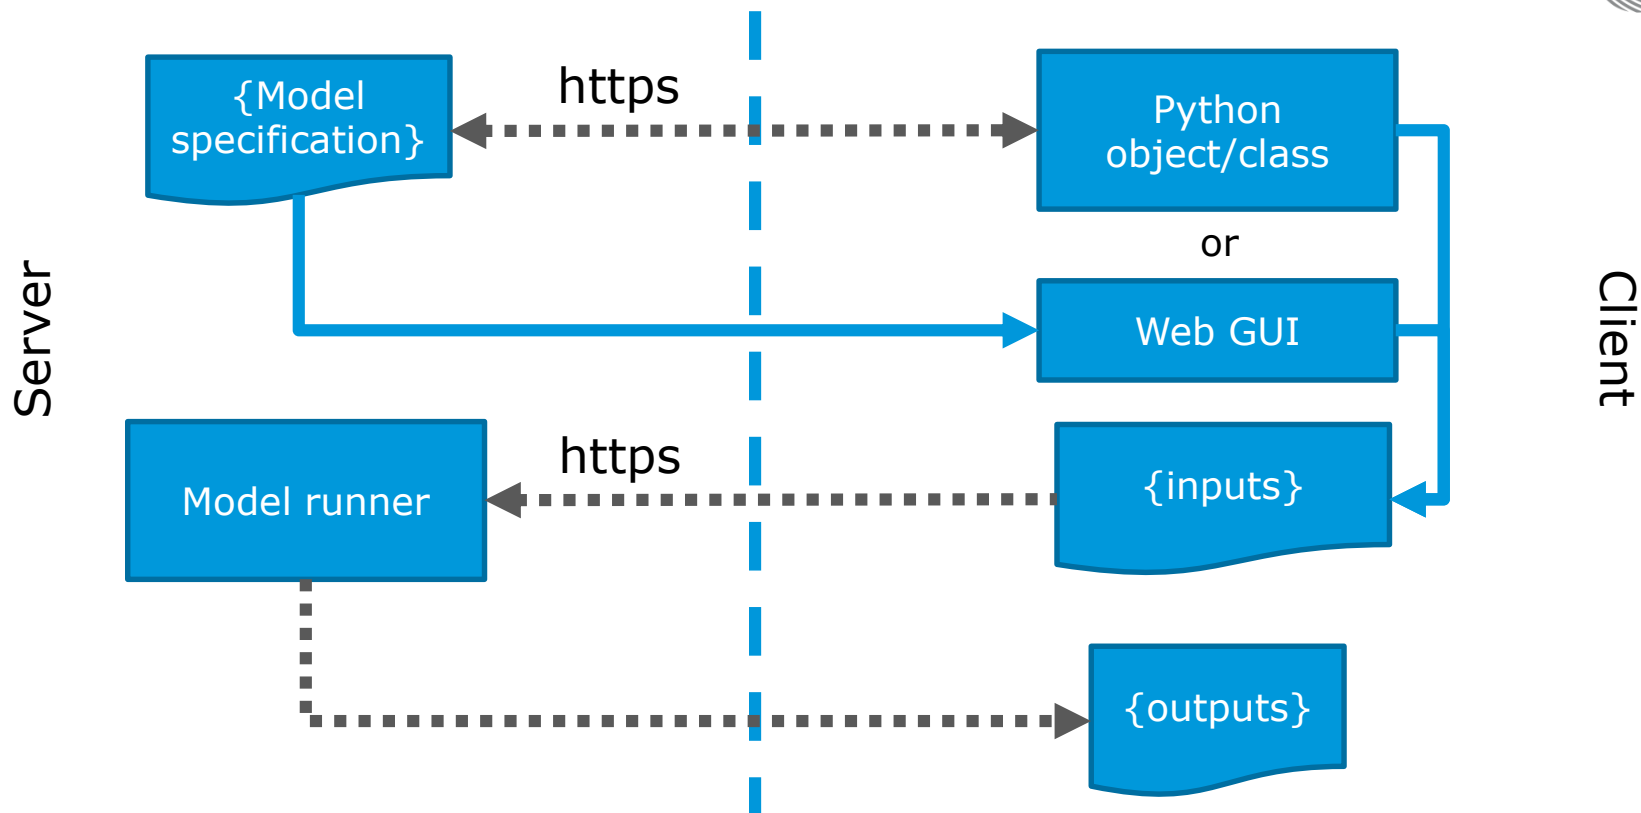 {Model
specification}
https
Python
object/class
or
Web GUI
Server
Client
Model runner
https
{inputs}
{outputs}